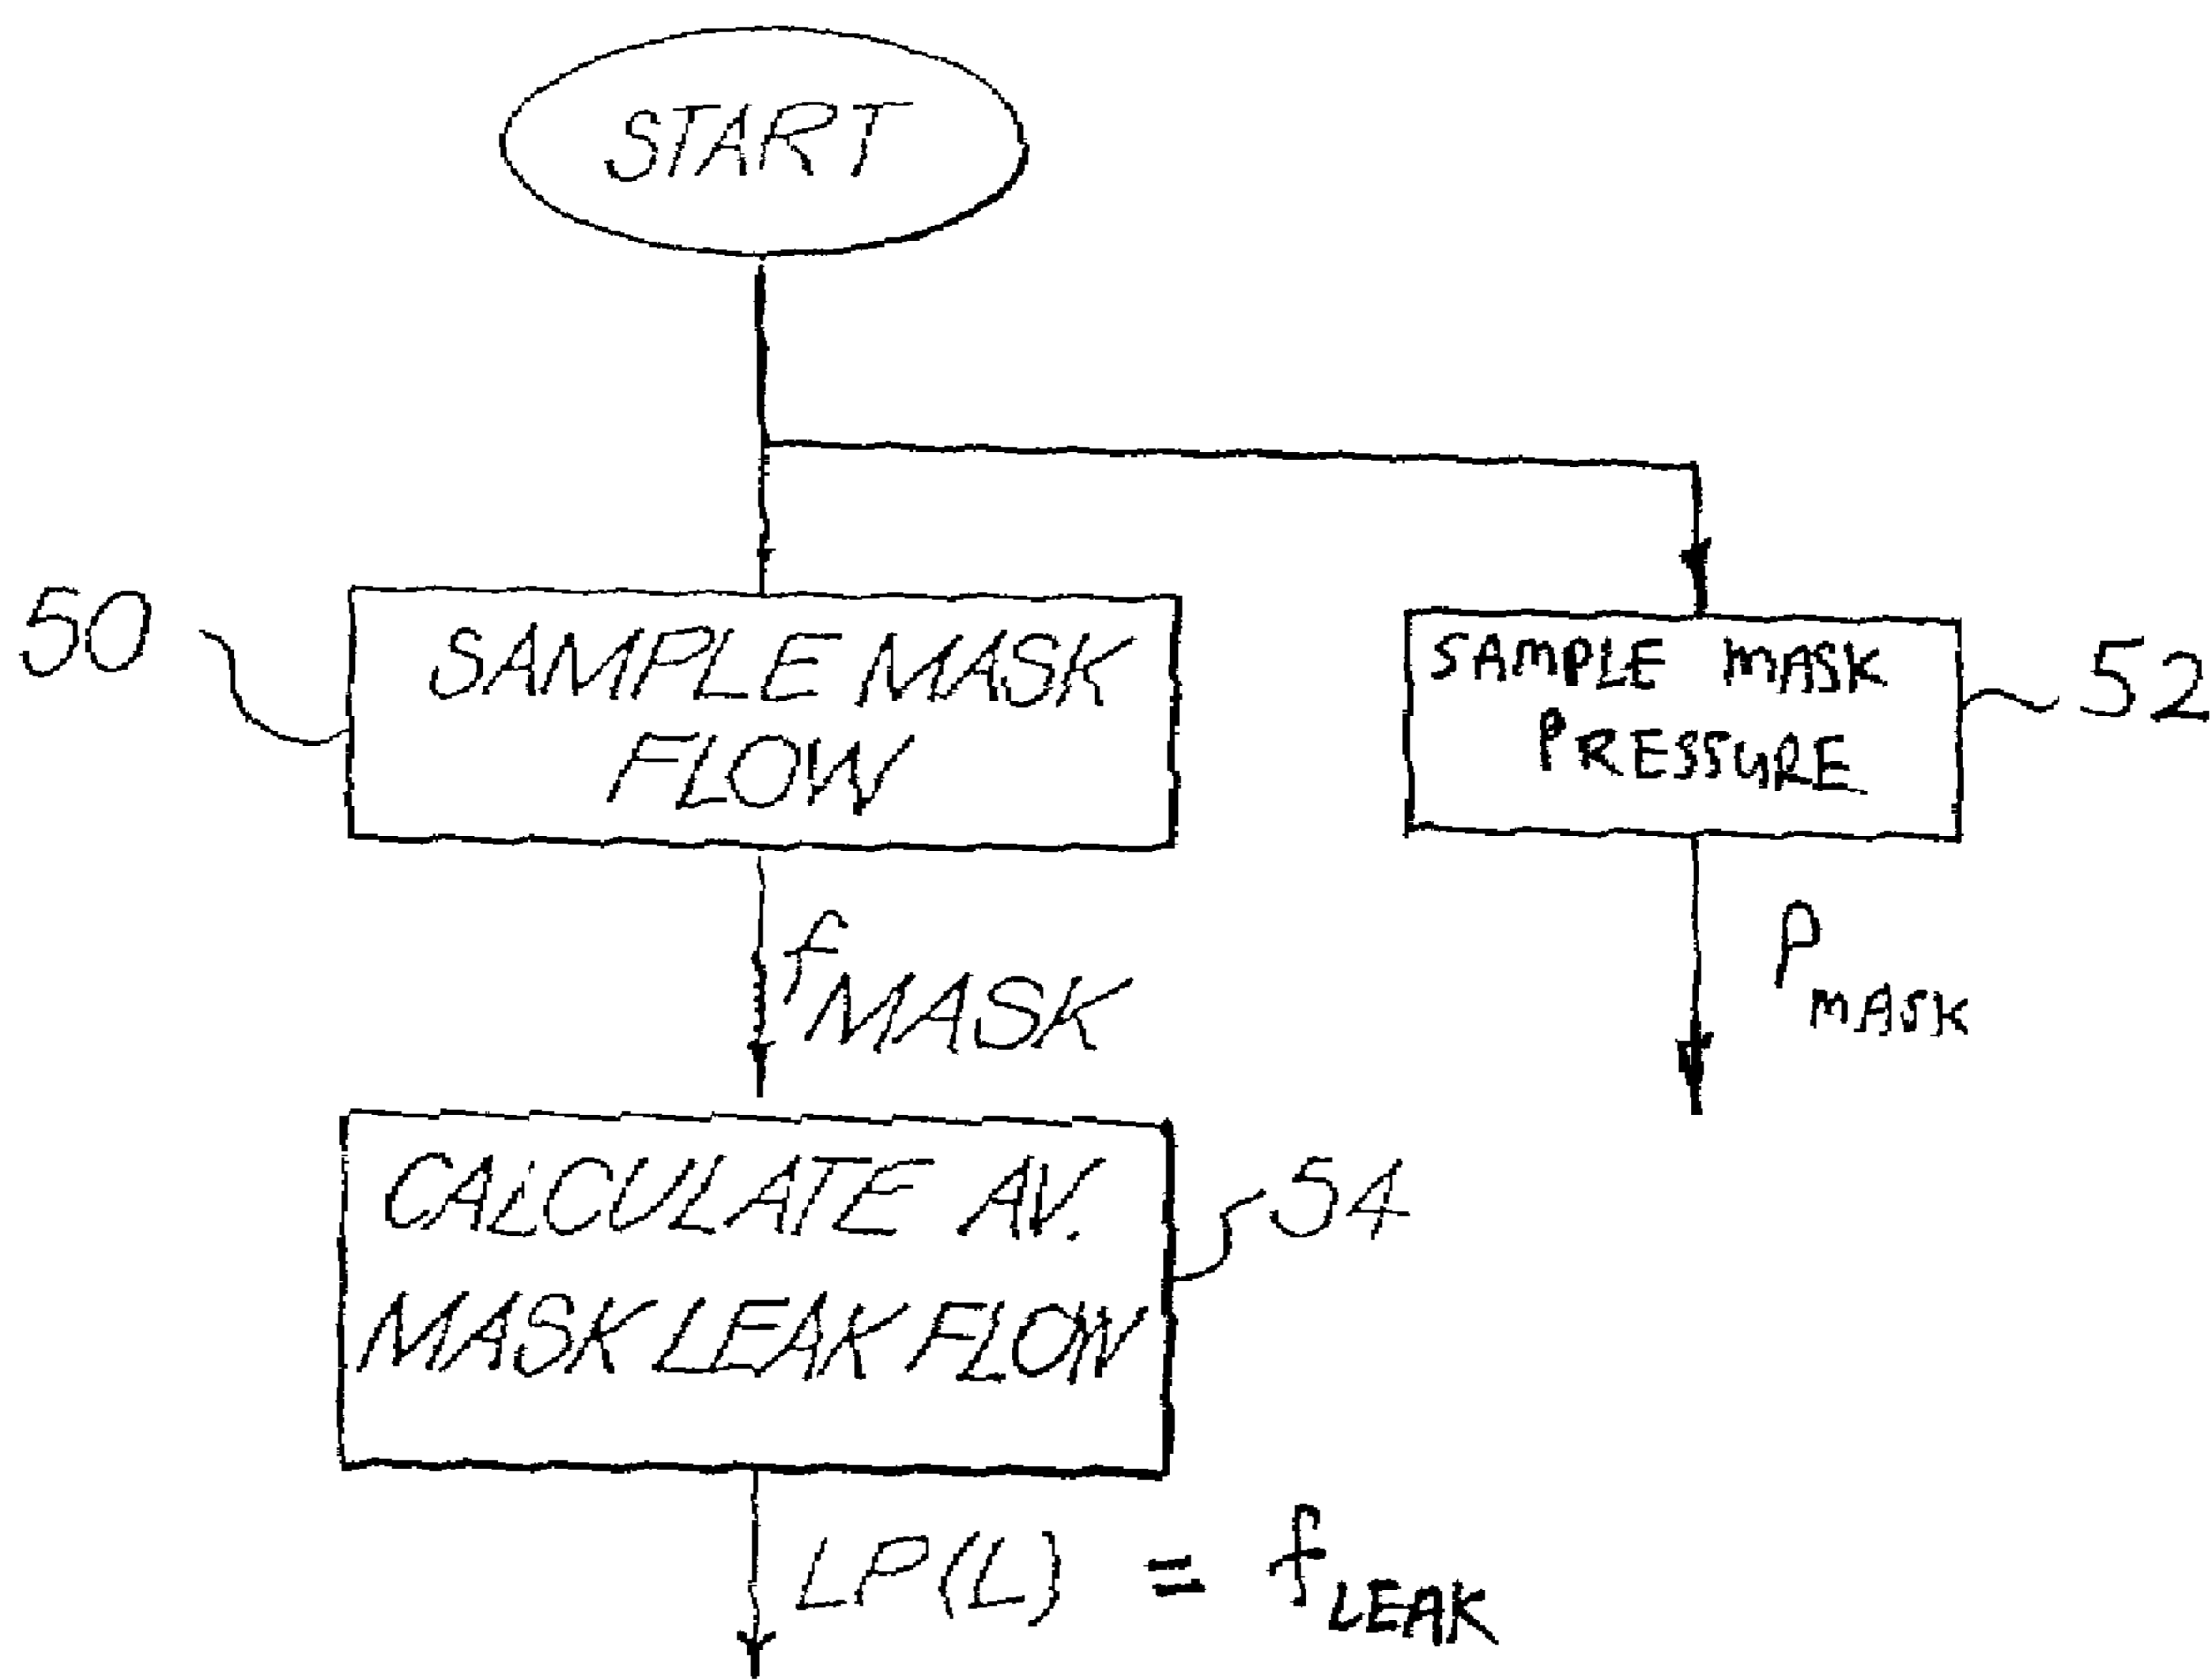 START
50
SAMPLE MASK
FLOW
SAMPLE MASK
PRESSURE
52
fMASK
PMASK
CALCULATE AV.
MASK LEAK FLOW
54
LP(L) = fLEAK